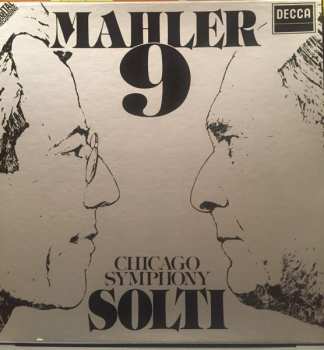 MAHLER
9
DECCA
CHICAGO
SYMPHONY
SOLTI